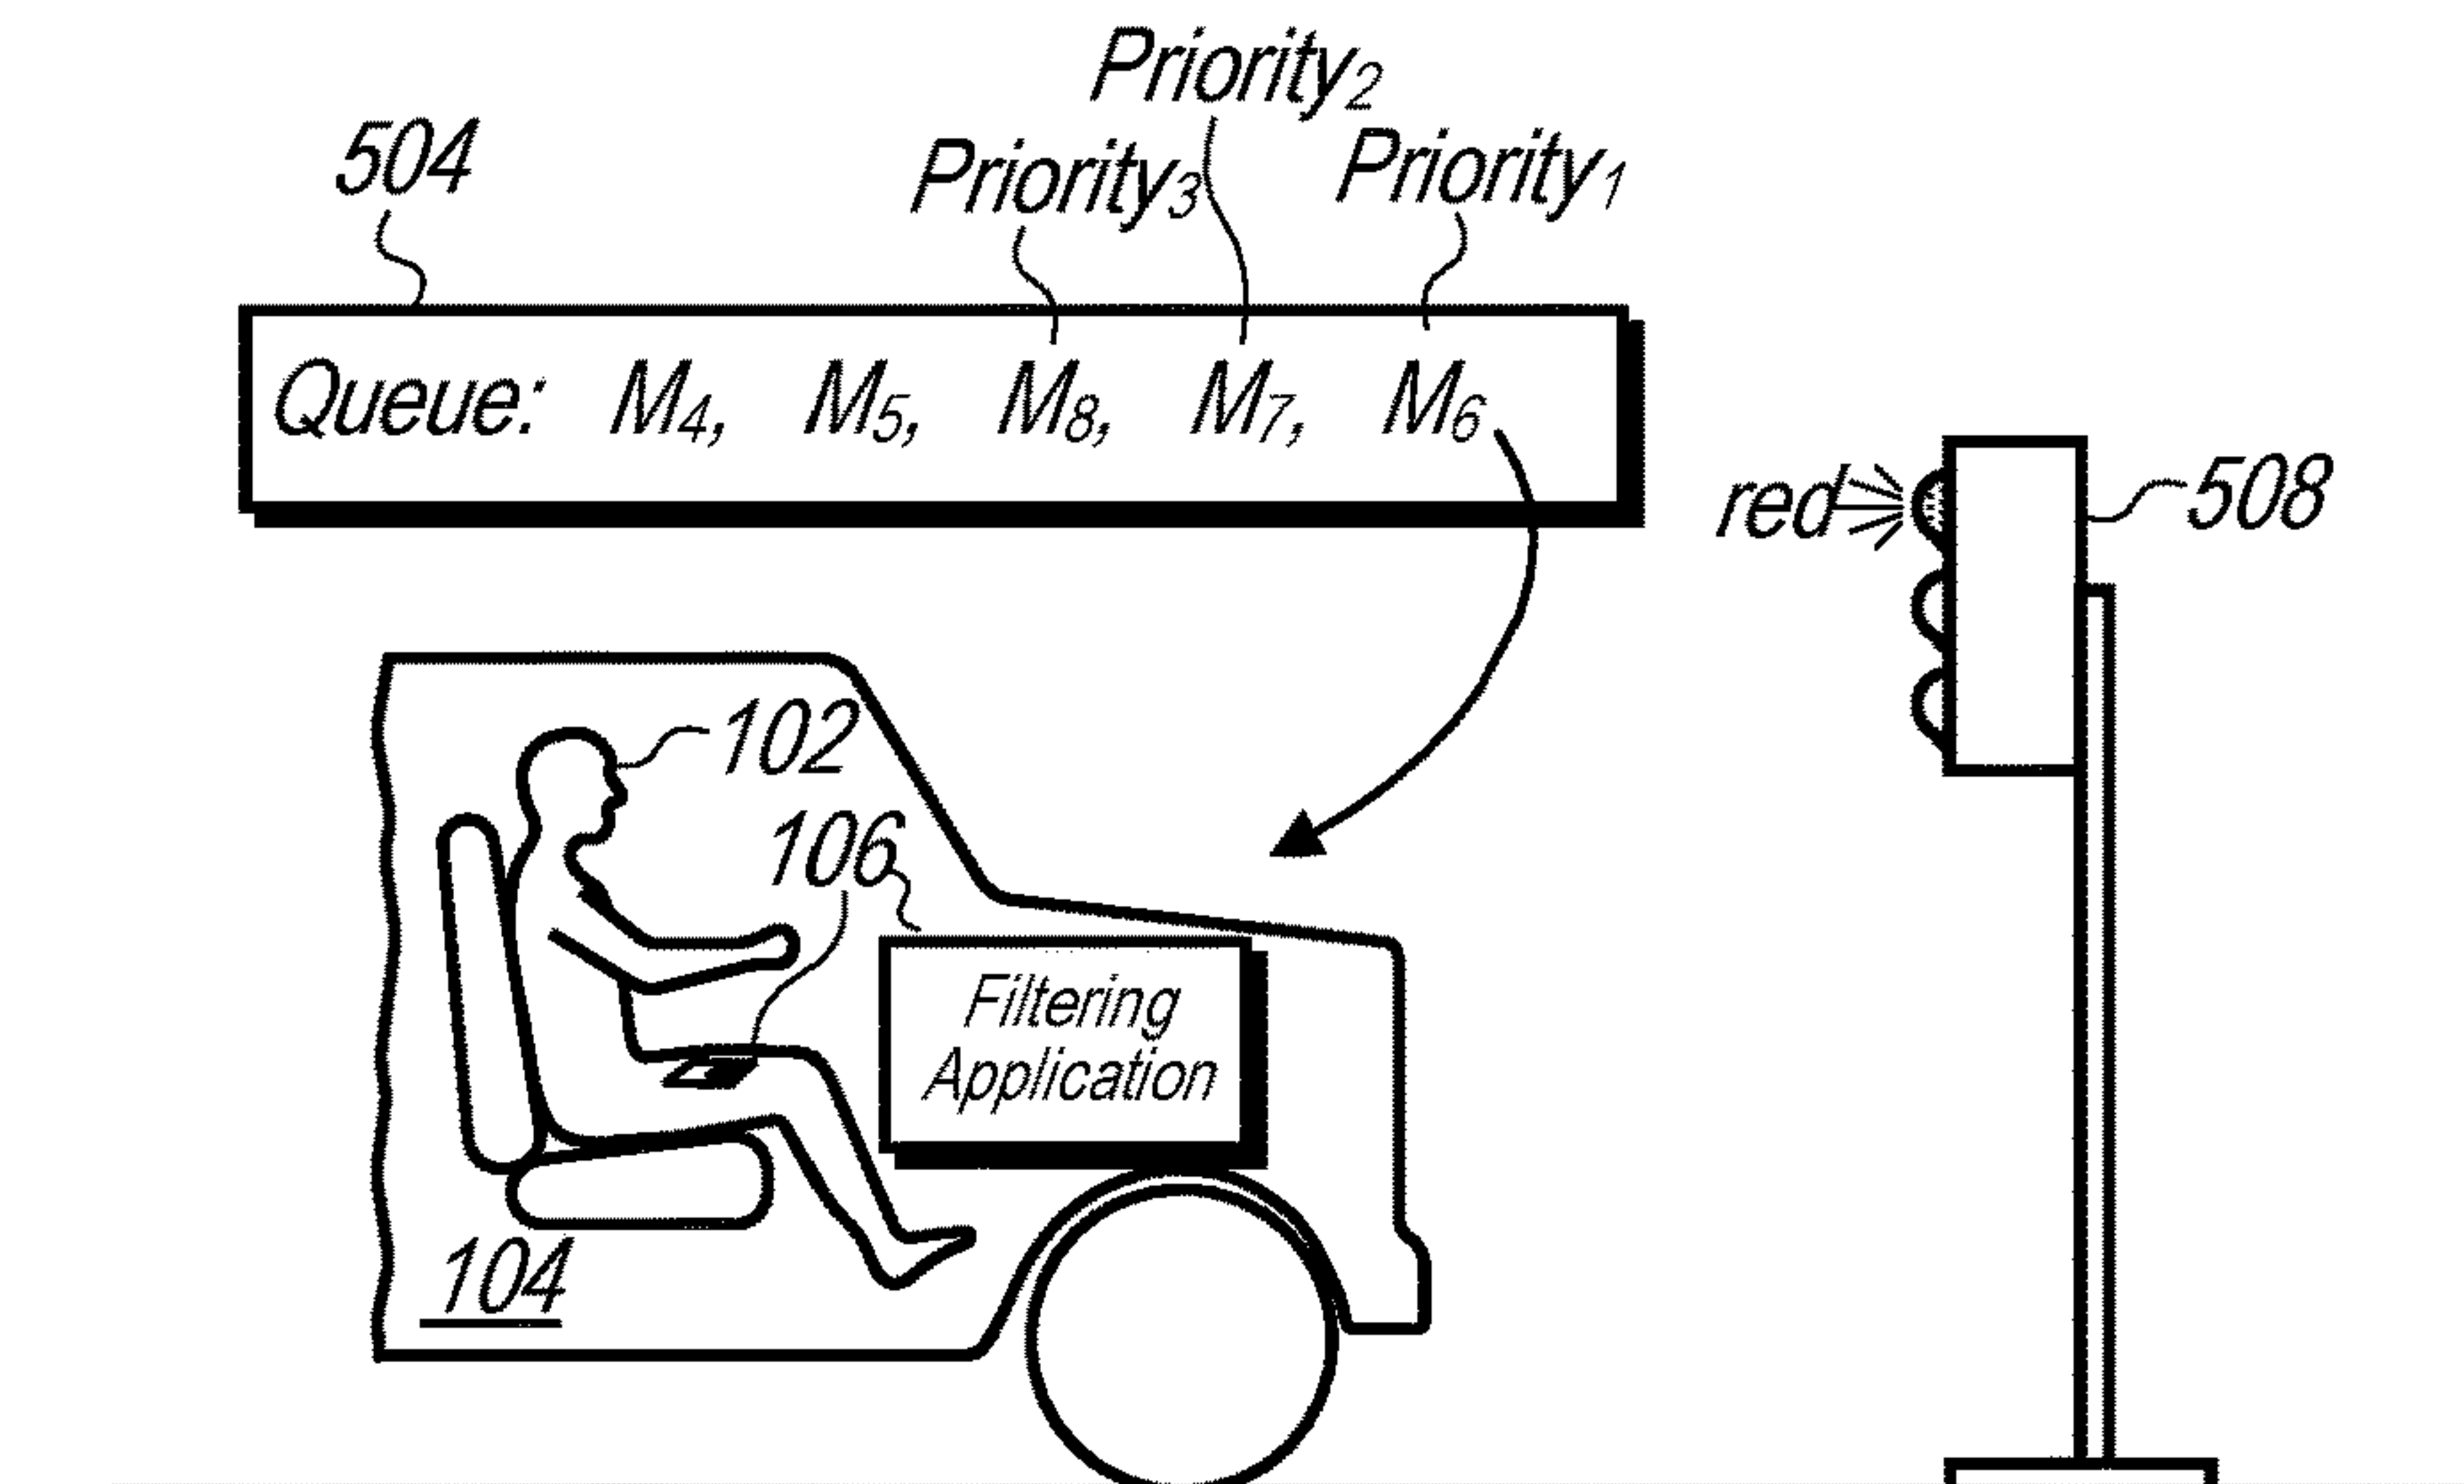 Priority2
504
Priority3
Priority1
Queue: M4, M5, M8, M7, M6
red
508
102
106
Filtering
Application
104